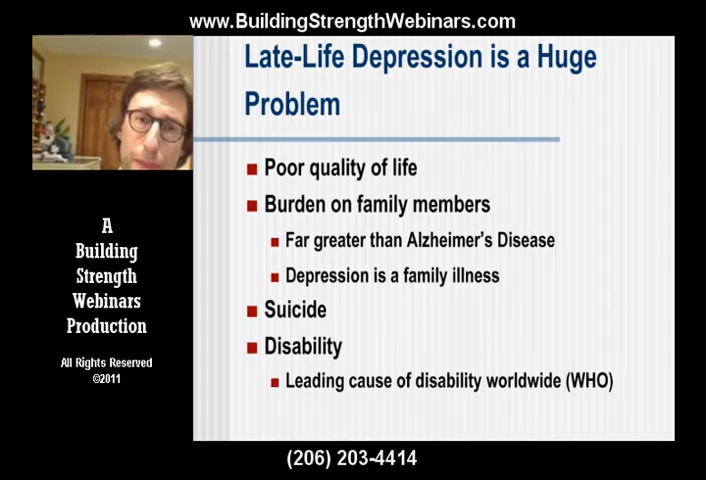 www.BuildingStrengthWebinars.com
Late-Life Depression is a Huge
Problem
■ Poor quality of life
■ Burden on family members
■ Far greater than Alzheimer's Disease
■ Depression is a family illness
■ Suicide
■ Disability
■ Leading cause of disability worldwide (WHO)
A
Building
Strength
Webinars
Production
All Rights Reserved
©2011
(206) 203-4414